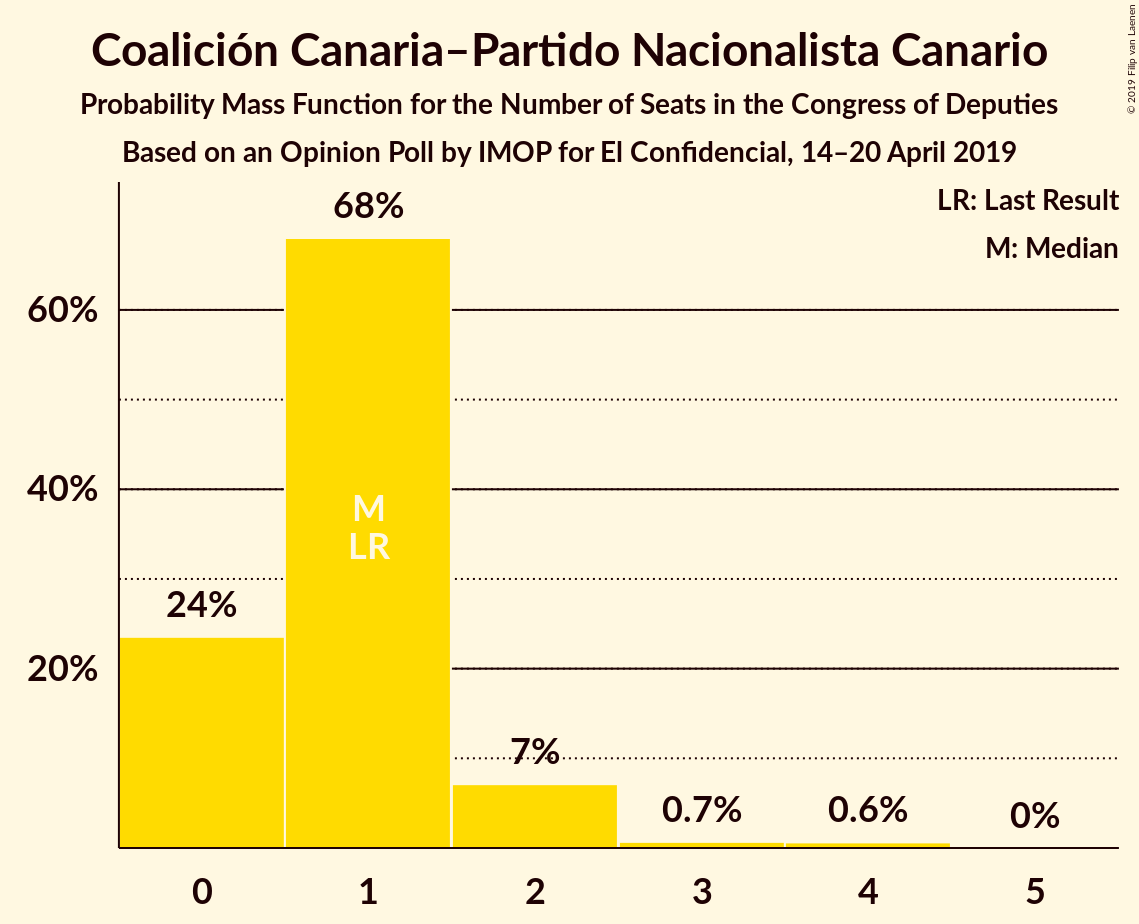 Coalición Canaria–Partido Nacionalista Canario
Probability Mass Function for the Number of Seats in the Congress of Deputies
Based on an Opinion Poll by IMOP for El Confidencial, 14–20 April 2019
© 2019 Filip van Laenen
LR: Last Result
M: Median
68%
60%
40%
M
LR
24%
20%
7%
0.7%
0.6%
0%
0 1 2 3 4 5